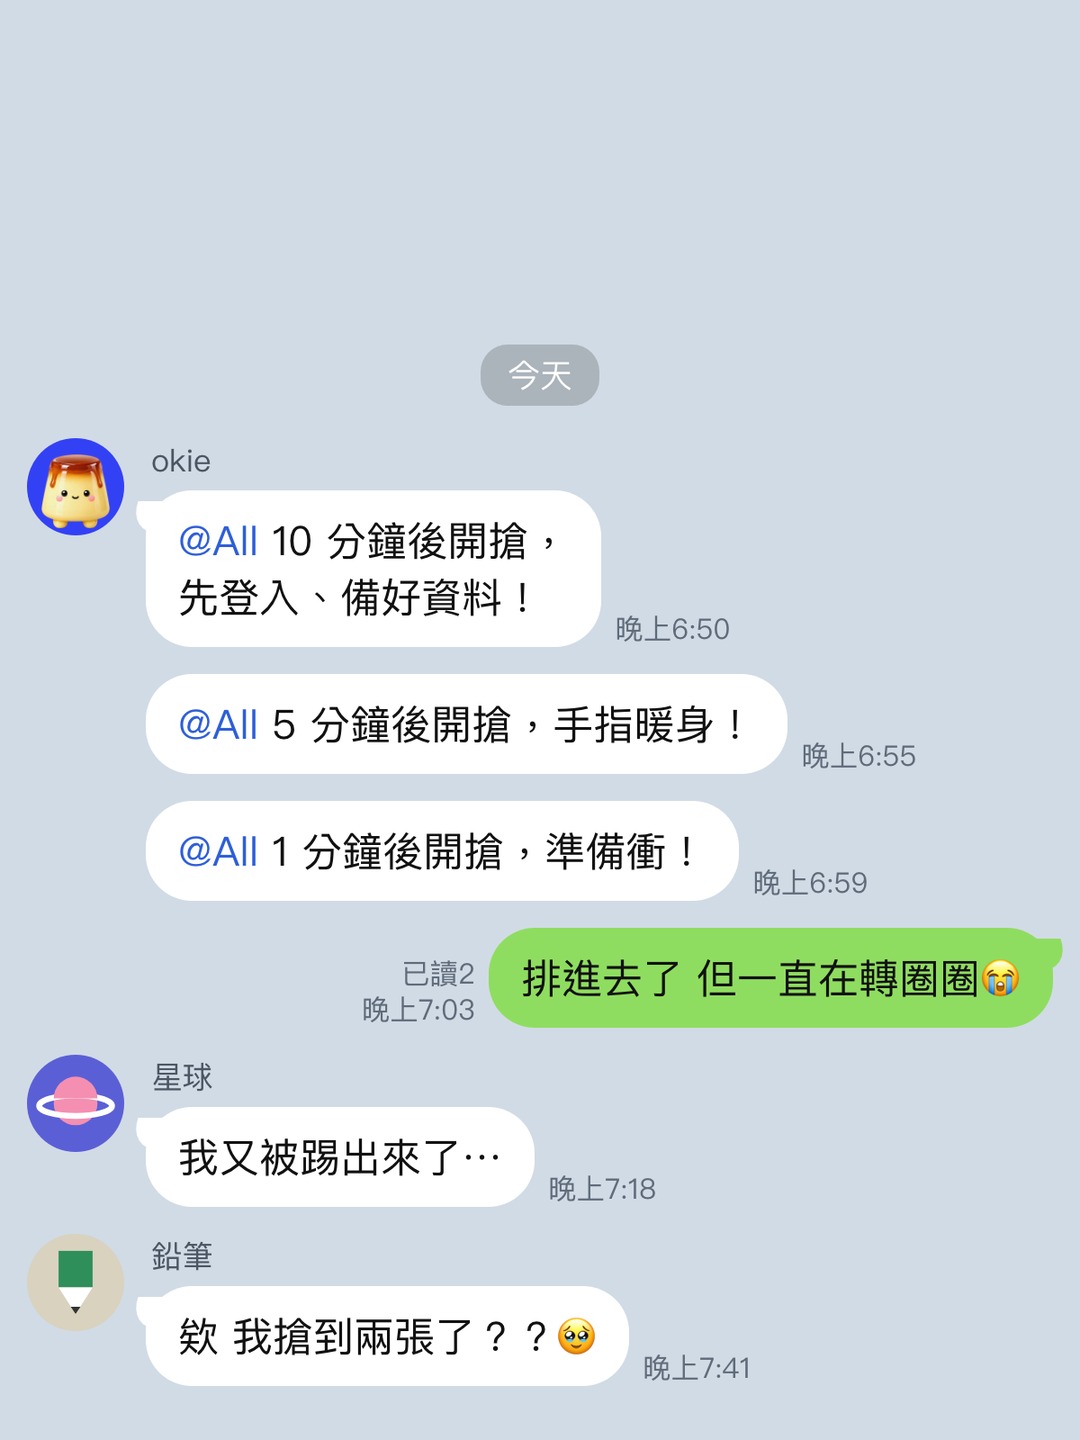 今天
okie
@All 10 分鐘後開搶，
先登入、備好資料！
晚上6:50
@All 5 分鐘後開搶，手指暖身！
晚上6:55
@All 1 分鐘後開搶，準備衝！
晚上6:59
排進去了 但一直在轉圈圈😭
已讀2
晚上7:03
星球
我又被踢出來了⋯
晚上7:18
鉛筆
欸 我搶到兩張了？？🥹
晚上7:41